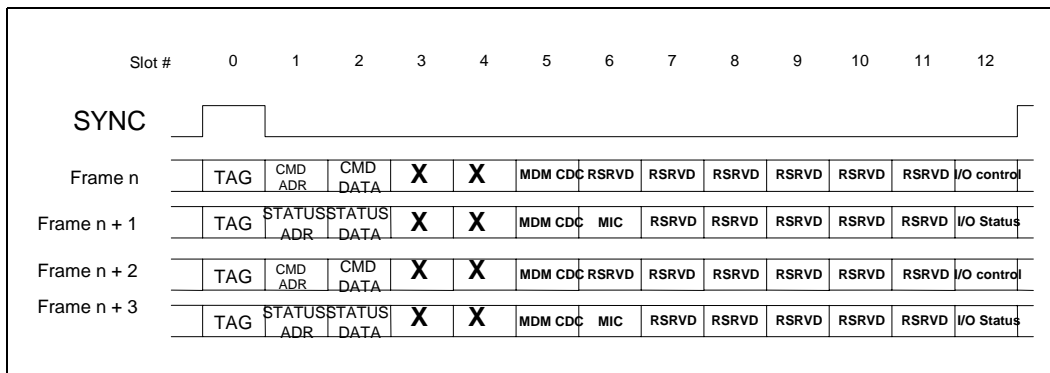 Slot # 0 1 2 3 4 5 6 7 8 9 10 11 12
SYNC
Frame n TAG CMD ADR CMD DATA X X MDM CDC RSRVD RSRVD RSRVD RSRVD RSRVD RSRVD I/O control
Frame n + 1 TAG STATUS ADR STATUS DATA X X MDM CDC MIC RSRVD RSRVD RSRVD RSRVD RSRVD I/O Status
Frame n + 2 TAG CMD ADR CMD DATA X X MDM CDC RSRVD RSRVD RSRVD RSRVD RSRVD RSRVD I/O control
Frame n + 3 TAG STATUS ADR STATUS DATA X X MDM CDC MIC RSRVD RSRVD RSRVD RSRVD RSRVD I/O Status